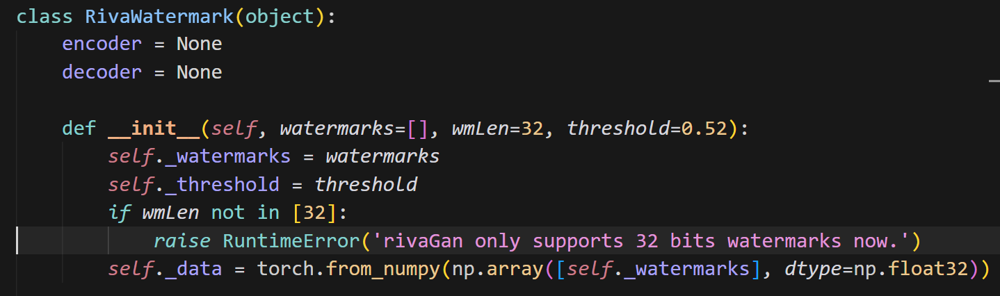 class RivaWatermark(object):
    encoder = None
    decoder = None

    def __init__(self, watermarks=[], wmLen=32, threshold=0.52):
        self._watermarks = watermarks
        self._threshold = threshold
        if wmLen not in [32]:
            raise RuntimeError('rivaGan only supports 32 bits watermarks now.')
        self._data = torch.from_numpy(np.array([self._watermarks], dtype=np.float32))